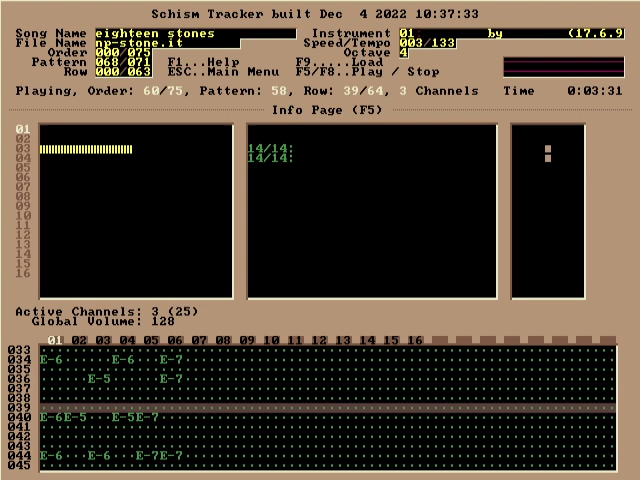 Schism Tracker built Dec  4 2022 10:37:33
Song Name eighteen stones Instrument 01 by (17.6.9
File Name np-stone.it Speed/Tempo 003/133
Order 000/075 Octave 4
Pattern 068/071 F1...Help F9.....Load
Row 000/063 ESC..Main Menu F5/F8..Play / Stop
Playing, Order: 60/75, Pattern: 58, Row: 39/64, 3 Channels Time 0:03:31
Info Page (F5)
01
02
03 14/14:
04 14/14:
05
06
07
08
09
10
11
12
13
14
15
16
Active Channels: 3 (25)
Global Volume: 128
01 02 03 04 05 06 07 08 09 10 11 12 13 14 15 16
033
034 E-6 E-6 E-7
035
036 E-5 E-7
037
038
039
040 E-6E-5 E-5E-7
041
042
043
044 E-6 E-6 E-7E-7
045